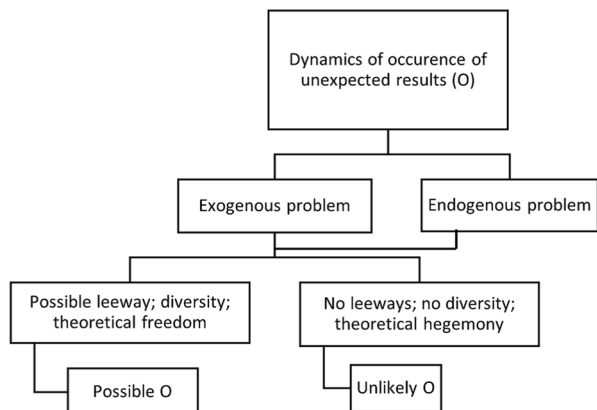 Dynamics of occurence of
unexpected results (O)
Exogenous problem
Endogenous problem
Possible leeway; diversity;
theoretical freedom
No leeways; no diversity;
theoretical hegemony
Possible O
Unlikely O